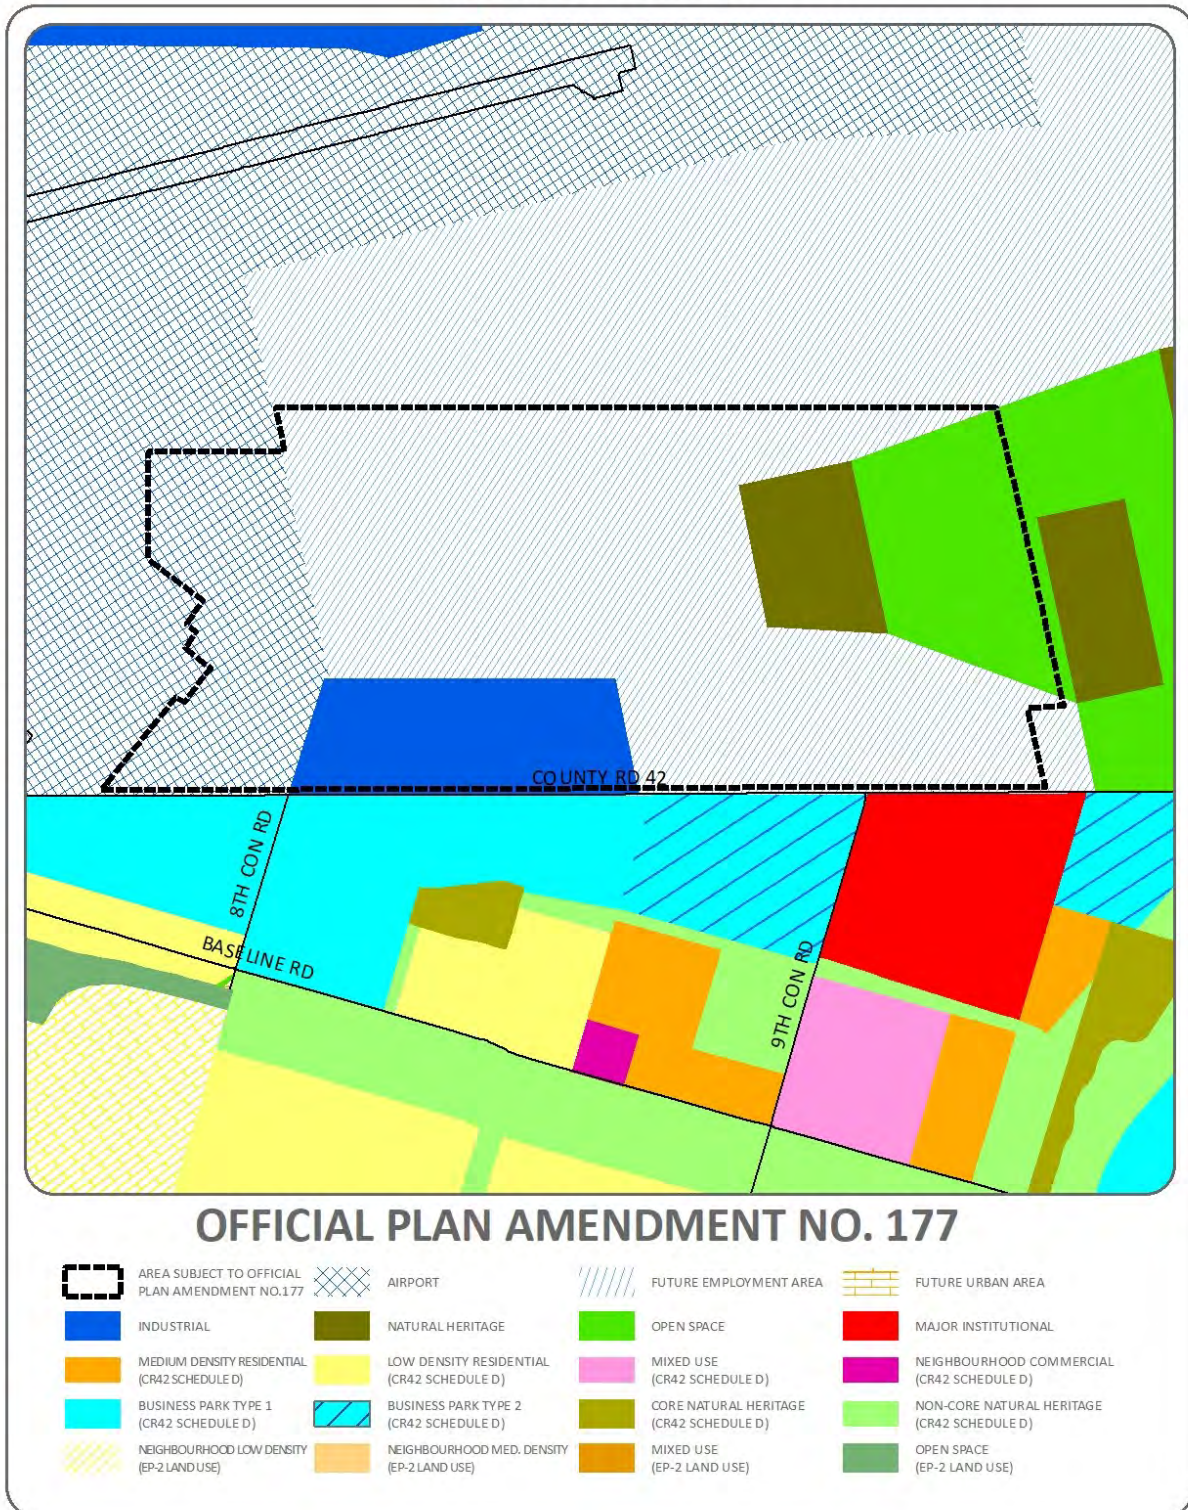 COUNTY RD 42
8TH CON RD
BASELINE RD
9TH CON RD
OFFICIAL PLAN AMENDMENT NO. 177
AREA SUBJECT TO OFFICIAL
PLAN AMENDMENT NO.177
AIRPORT
FUTURE EMPLOYMENT AREA
FUTURE URBAN AREA
INDUSTRIAL
NATURAL HERITAGE
OPEN SPACE
MAJOR INSTITUTIONAL
MEDIUM DENSITY RESIDENTIAL
(CR42 SCHEDULE D)
LOW DENSITY RESIDENTIAL
(CR42 SCHEDULE D)
MIXED USE
(CR42 SCHEDULE D)
NEIGHBOURHOOD COMMERCIAL
(CR42 SCHEDULE D)
BUSINESS PARK TYPE 1
(CR42 SCHEDULE D)
BUSINESS PARK TYPE 2
(CR42 SCHEDULE D)
CORE NATURAL HERITAGE
(CR42 SCHEDULE D)
NON-CORE NATURAL HERITAGE
(CR42 SCHEDULE D)
NEIGHBOURHOOD LOW DENSITY
(EP-2 LAND USE)
NEIGHBOURHOOD MED. DENSITY
(EP-2 LAND USE)
MIXED USE
(EP-2 LAND USE)
OPEN SPACE
(EP-2 LAND USE)